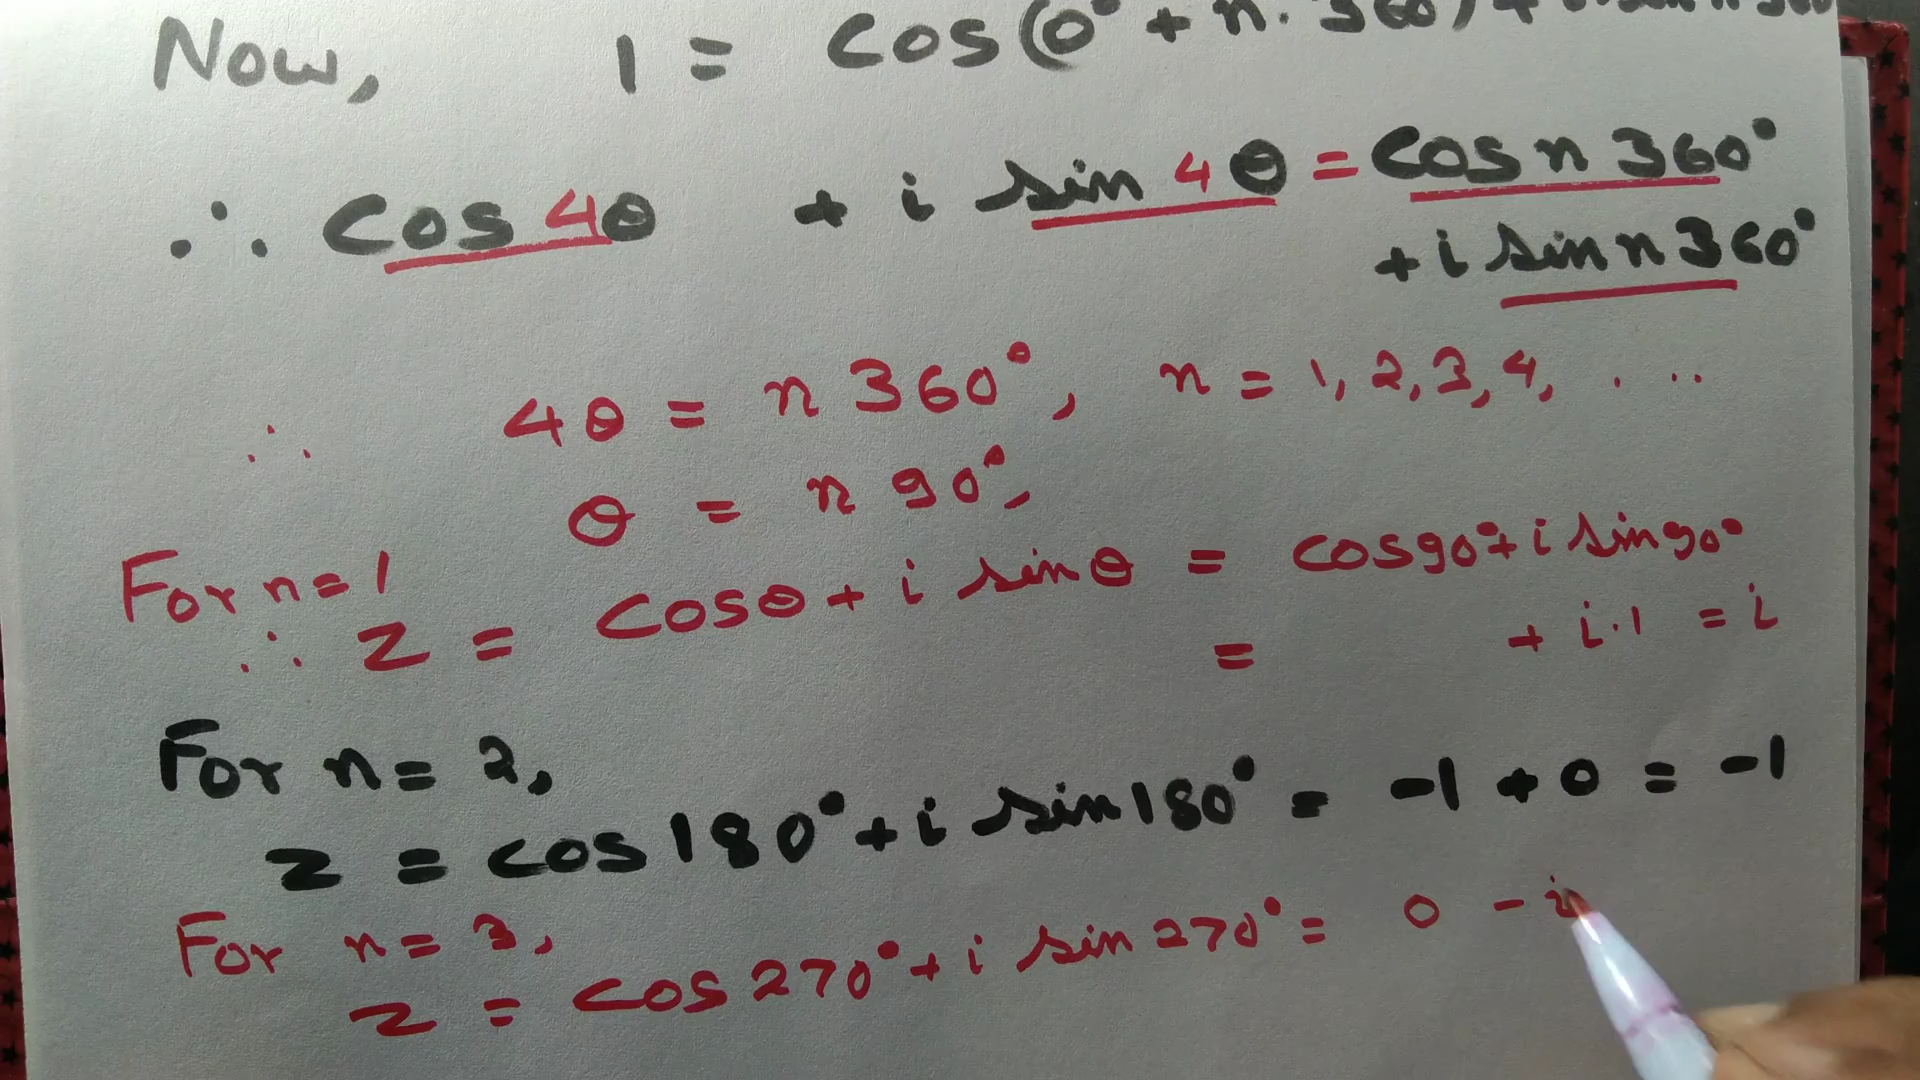 Now, 1 = cos(0° + n. 360)
∴ cos 4θ + i sin 4θ = cos n 360°
+ i sin n 360°
∴ 4θ = n 360°, n = 1, 2, 3, 4, ...
θ = n 90°,
For n = 1
∴ z = cosθ + i sinθ = cos90° + i sin90°
= + i.1 = i
For n = 2,
z = cos 180° + i sin 180° = -1 + 0 = -1
For n = 3,
z = cos 270° + i sin 270° = 0 - i